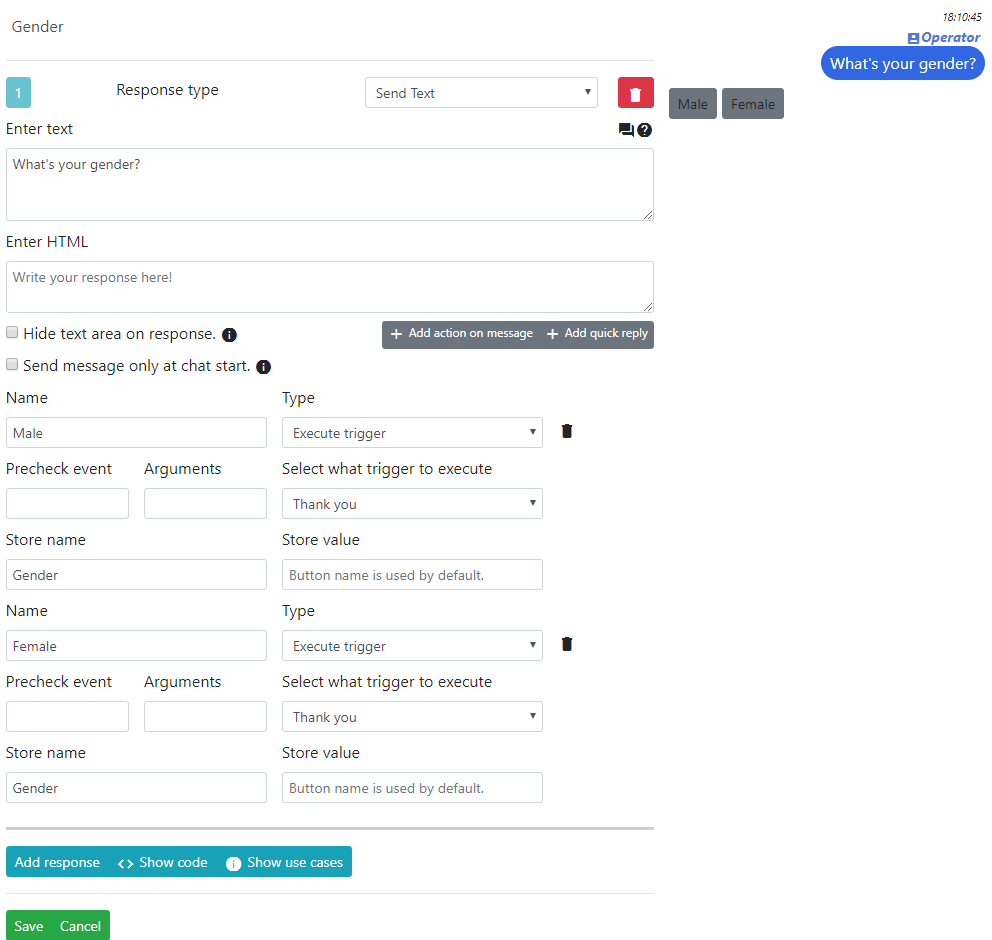 Gender
18:10:45
Operator
What's your gender?
Male Female
1 Response type Send Text
Enter text
What's your gender?
Enter HTML
Write your response here!
Hide text area on response.
Add action on message Add quick reply
Send message only at chat start.
Name Type
Male Execute trigger
Precheck event Arguments Select what trigger to execute
Thank you
Store name Store value
Gender Button name is used by default.
Name Type
Female Execute trigger
Precheck event Arguments Select what trigger to execute
Thank you
Store name Store value
Gender Button name is used by default.
Add response <> Show code Show use cases
Save Cancel